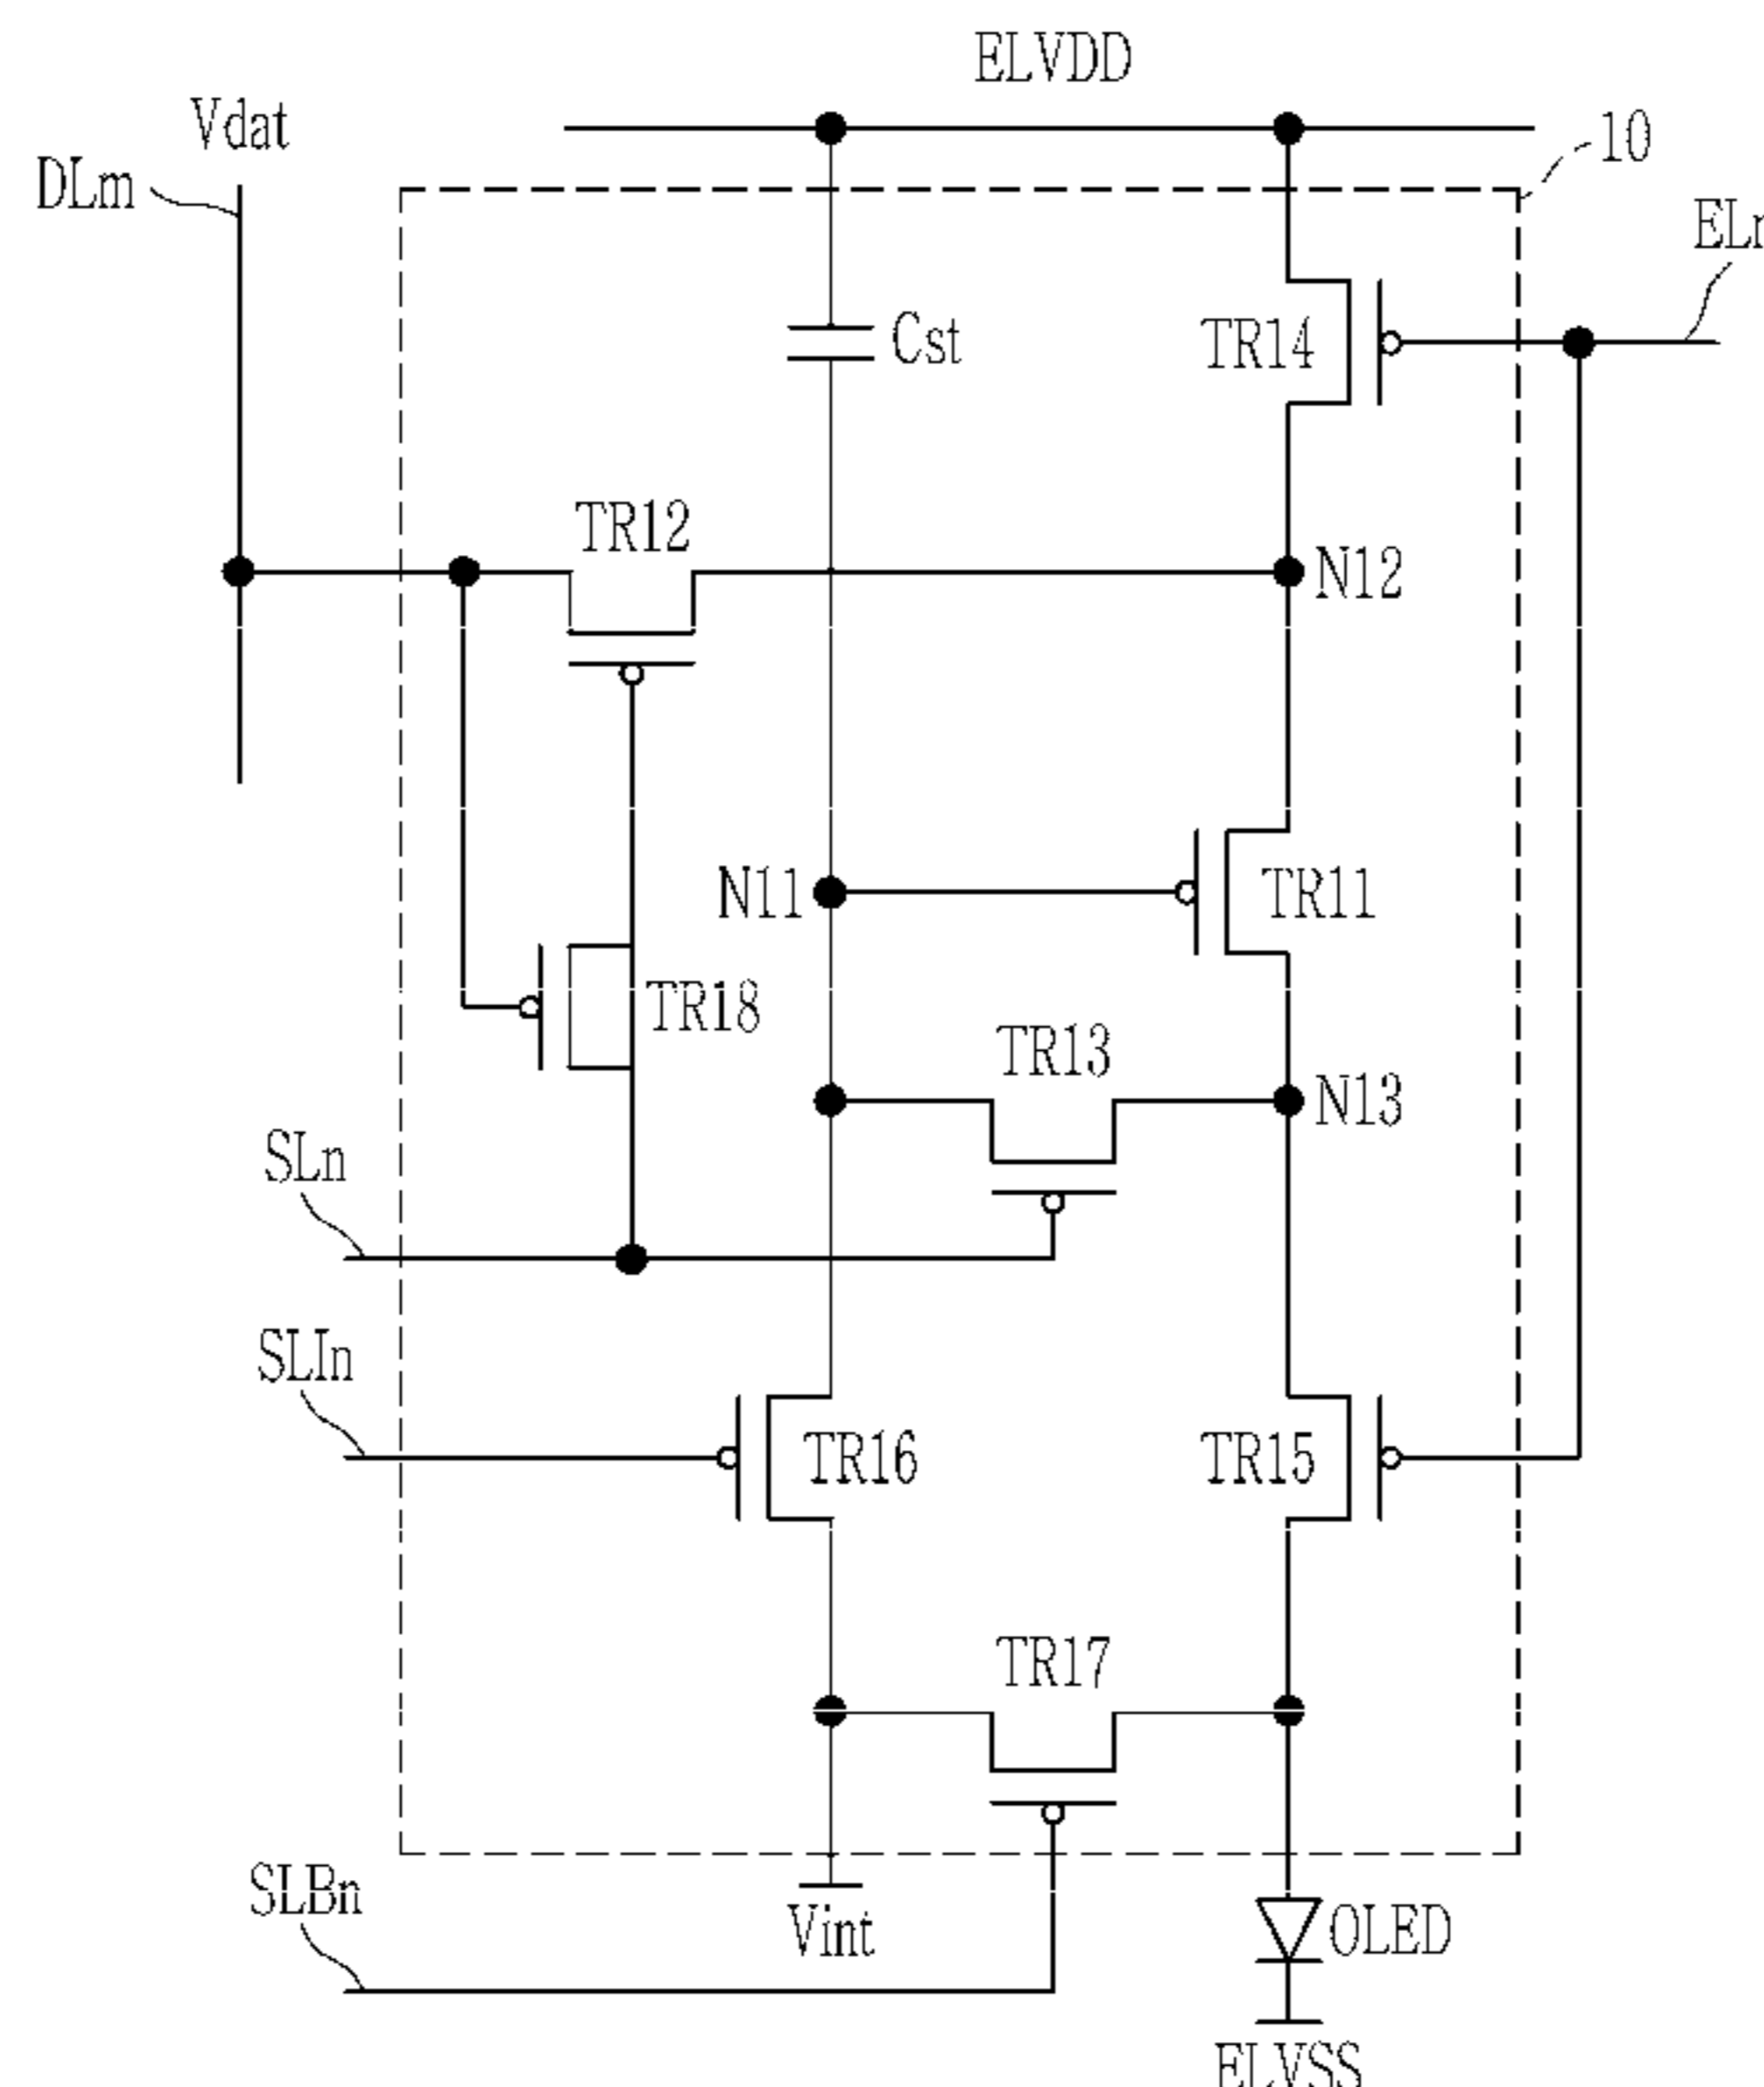 ELVDD
Vdat
10
DLm
Cst
TR14
TR12
N12
N11
TR11
TR18
TR13
N13
SLn
SLIn
TR16
TR15
TR17
SLBn
Vint
OLED
ELVSS